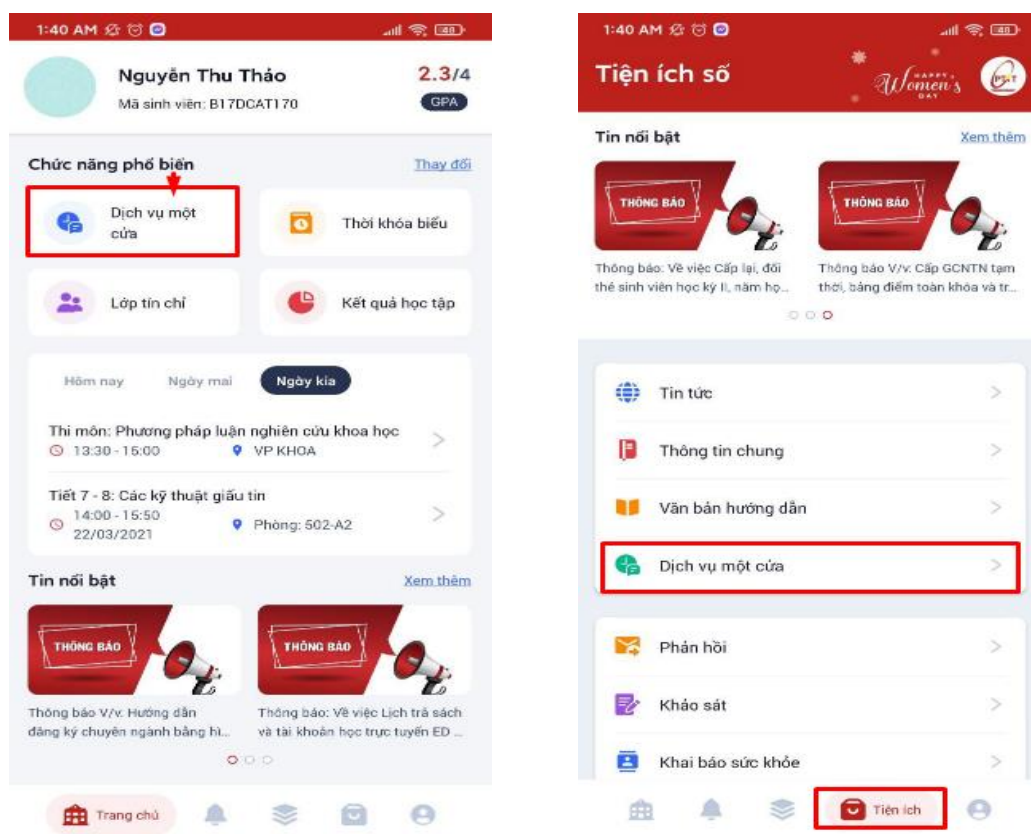 1:40 AM
48
Nguyễn Thu Thảo
2.3/4
Mã sinh viên: B17DCAT170
GPA
Chức năng phổ biến
Thay đổi
Dịch vụ một
cửa
Thời khóa biểu
Lớp tín chỉ
Kết quả học tập
Hôm nay
Ngày mai
Ngày kia
Thi môn: Phương pháp luận nghiên cứu khoa học
13:30 - 15:00
VP KHOA
Tiết 7 - 8: Các kỹ thuật giấu tin
14:00 - 15:50
22/03/2021
Phòng: 502-A2
Tin nổi bật
Xem thêm
THÔNG BÁO
THÔNG BÁO
Thông báo V/v: Hướng dẫn
đăng ký chuyên ngành bằng hì...
Thông báo: Về việc Lịch trả sách
và tài khoản học trực tuyến ED ...
Trang chủ
1:40 AM
48
Tiện ích số
HAPPY
Women's
DAY
PTIT
Tin nổi bật
Xem thêm
THÔNG BÁO
THÔNG BÁO
Thông báo: Về việc Cấp lại, đổi
thẻ sinh viên học kỳ II, năm họ...
Thông báo V/v: Cấp GCNTN tạm
thời, bảng điểm toàn khóa và tr...
Tin tức
Thông tin chung
Văn bản hướng dẫn
Dịch vụ một cửa
Phản hồi
Khảo sát
Khai báo sức khỏe
Tiện ích